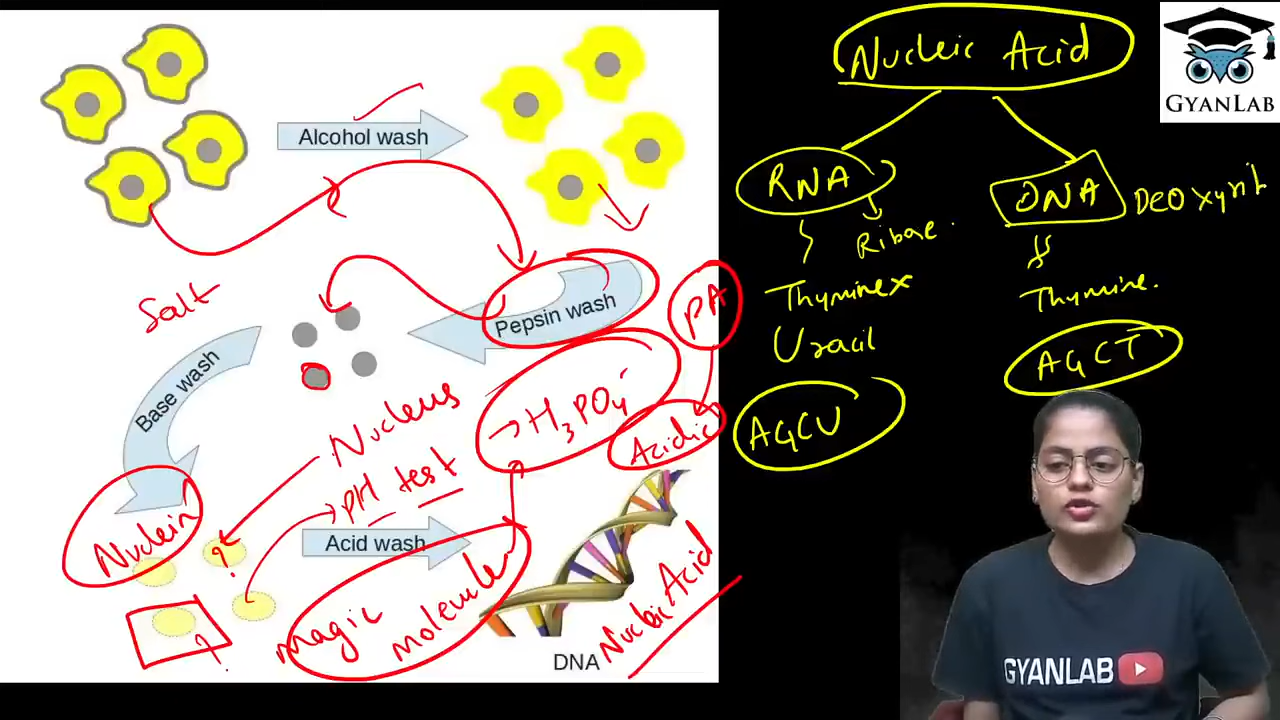 Alcohol wash
Pepsin wash
Base wash
Acid wash
DNA
Salt
Nucleus
pH test
Nuclein
?
?
magic
molecule
→ H3PO4
PA
Acidic
Nucleic Acid
Nucleic Acid
RNA
Ribose
Thymine x
Uracil
AGCU
DNA
Thymine.
AGCT
GYANLAB
GYANLAB